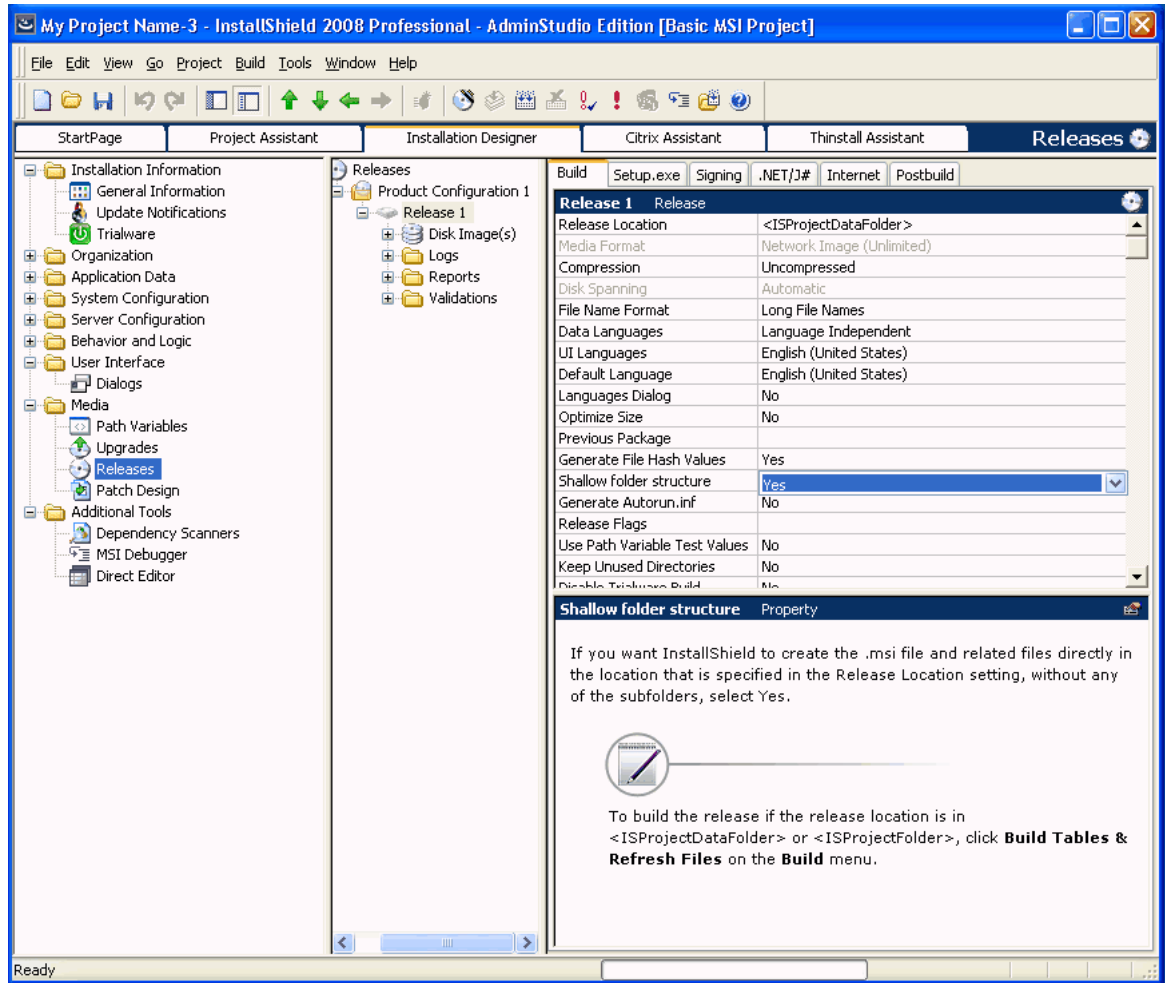 My Project Name-3 - InstallShield 2008 Professional - AdminStudio Edition [Basic MSI Project]
File Edit View Go Project Build Tools Window Help
StartPage Project Assistant Installation Designer Citrix Assistant Thinstall Assistant Releases
Installation Information
General Information
Update Notifications
Trialware
Organization
Application Data
System Configuration
Server Configuration
Behavior and Logic
User Interface
Dialogs
Media
Path Variables
Upgrades
Releases
Patch Design
Additional Tools
Dependency Scanners
MSI Debugger
Direct Editor
Releases
Product Configuration 1
Release 1
Disk Image(s)
Logs
Reports
Validations
Build Setup.exe Signing .NET/J# Internet Postbuild
Release 1 Release
Release Location <ISProjectDataFolder>
Media Format Network Image (Unlimited)
Compression Uncompressed
Disk Spanning Automatic
File Name Format Long File Names
Data Languages Language Independent
UI Languages English (United States)
Default Language English (United States)
Languages Dialog No
Optimize Size No
Previous Package
Generate File Hash Values Yes
Shallow folder structure Yes
Generate Autorun.inf No
Release Flags
Use Path Variable Test Values No
Keep Unused Directories No
Disable Trialware Build No
Shallow folder structure Property
If you want InstallShield to create the .msi file and related files directly in
the location that is specified in the Release Location setting, without any
of the subfolders, select Yes.
To build the release if the release location is in
<ISProjectDataFolder> or <ISProjectFolder>, click Build Tables &
Refresh Files on the Build menu.
Ready